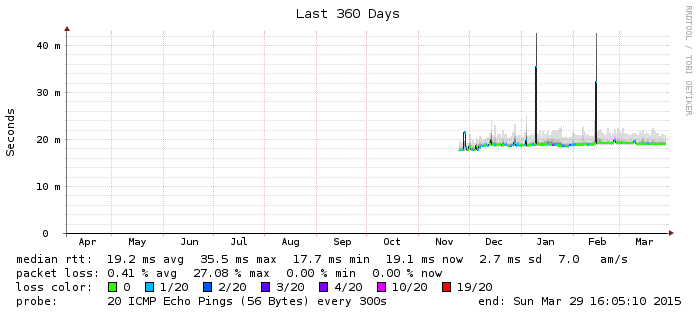 Last 360 Days
RRDTOOL / TOBI OETIKER
Seconds
40 m
30 m
20 m
10 m
0
Apr May Jun Jul Aug Sep Oct Nov Dec Jan Feb Mar
median rtt: 19.2 ms avg 35.5 ms max 17.7 ms min 19.1 ms now 2.7 ms sd 7.0 am/s
packet loss: 0.41 % avg 27.08 % max 0.00 % min 0.00 % now
loss color: 0 1/20 2/20 3/20 4/20 10/20 19/20
probe: 20 ICMP Echo Pings (56 Bytes) every 300s end: Sun Mar 29 16:05:10 2015